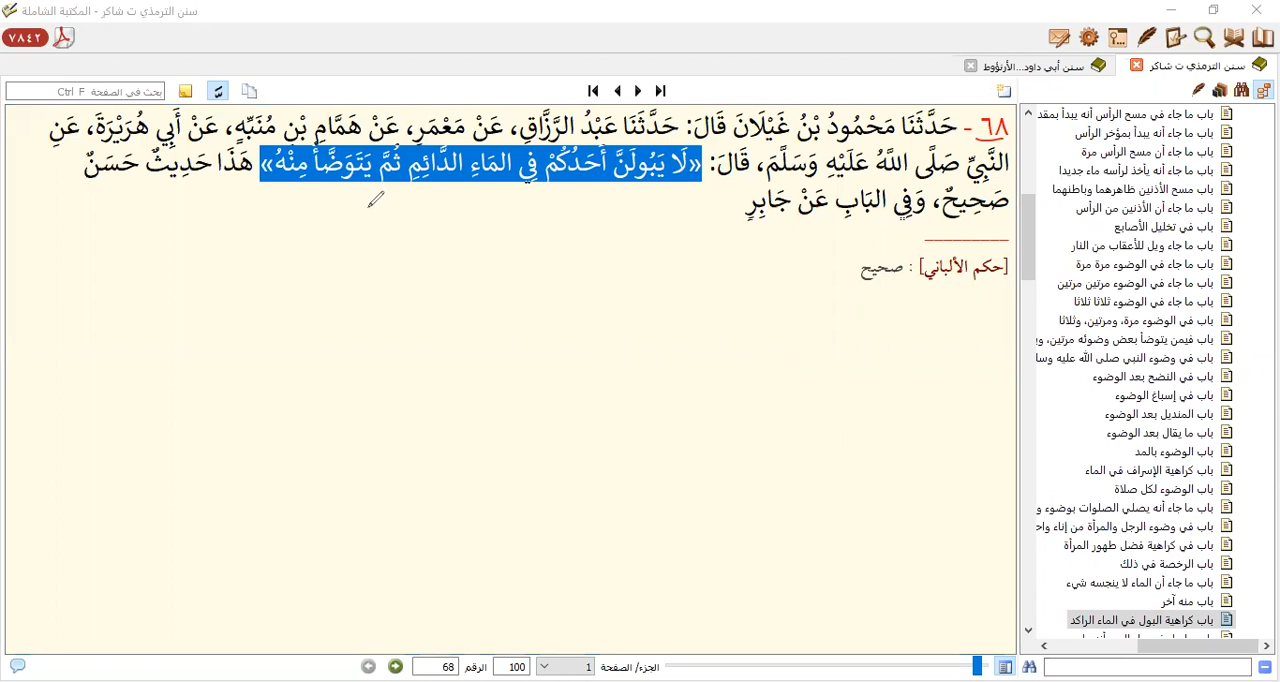 سنن الترمذي ت شاكر - المكتبة الشاملة
٧٨٤٢
سنن الترمذي ت شاكر
سنن أبي داود...الأرنؤوط
بحث في الصفحة Ctrl F
٦٨ - حَدَّثَنَا مَحْمُودُ بْنُ غَيْلَانَ قَالَ: حَدَّثَنَا عَبْدُ الرَّزَّاقِ، عَنْ مَعْمَرٍ، عَنْ هَمَّامِ بْنِ مُنَبِّهٍ، عَنْ أَبِي هُرَيْرَةَ، عَنِ
النَّبِيِّ صَلَّى اللَّهُ عَلَيْهِ وَسَلَّمَ، قَالَ: «لَا يَبُولَنَّ أَحَدُكُمْ فِي المَاءِ الدَّائِمِ ثُمَّ يَتَوَضَّأُ مِنْهُ» هَذَا حَدِيثٌ حَسَنٌ
صَحِيحٌ، وَفِي البَابِ عَنْ جَابِرٍ
[حكم الألباني] : صحيح
باب ما جاء في مسح الرأس أنه يبدأ بمقد
باب ما جاء أنه يبدأ بمؤخر الرأس
باب ما جاء أن مسح الرأس مرة
باب ما جاء أنه يأخذ لرأسه ماء جديدا
باب مسح الأذنين ظاهرهما وباطنهما
باب ما جاء أن الأذنين من الرأس
باب في تخليل الأصابع
باب ما جاء ويل للأعقاب من النار
باب ما جاء في الوضوء مرة مرة
باب ما جاء في الوضوء مرتين مرتين
باب ما جاء في الوضوء ثلاثا ثلاثا
باب في الوضوء مرة، ومرتين، وثلاثا
باب فيمن يتوضأ بعض وضوئه مرتين، و
باب في وضوء النبي صلى الله عليه وسا
باب في النضح بعد الوضوء
باب في إسباغ الوضوء
باب المنديل بعد الوضوء
باب ما يقال بعد الوضوء
باب الوضوء بالمد
باب كراهية الإسراف في الماء
باب الوضوء لكل صلاة
باب ما جاء أنه يصلي الصلوات بوضوء و
باب في وضوء الرجل والمرأة من إناء واح
باب في كراهية فضل طهور المرأة
باب الرخصة في ذلك
باب ما جاء أن الماء لا ينجسه شيء
باب منه آخر
باب كراهية البول في الماء الراكد
الجزء/ الصفحة 1 100 الرقم 68